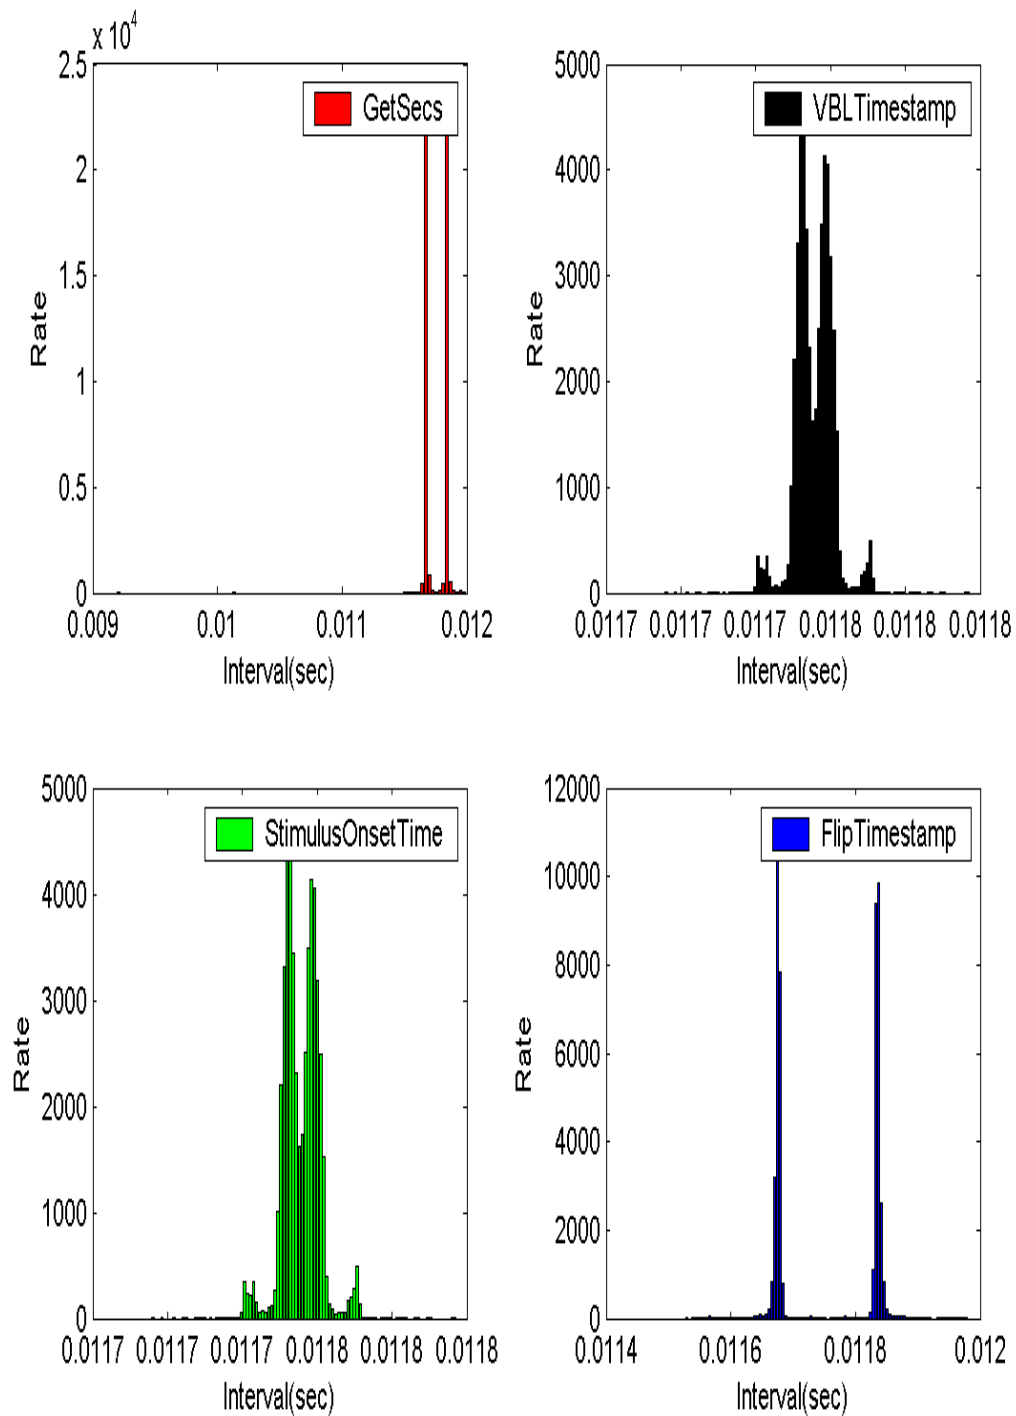 x 10^4
2.5
2
1.5
1
0.5
0
Rate
GetSecs
0.009 0.01 0.011 0.012
Interval(sec)
5000
4000
3000
2000
1000
0
Rate
VBLTimestamp
0.0117 0.0117 0.0117 0.0118 0.0118 0.0118
Interval(sec)
5000
4000
3000
2000
1000
0
Rate
StimulusOnsetTime
0.0117 0.0117 0.0117 0.0118 0.0118 0.0118
Interval(sec)
12000
10000
8000
6000
4000
2000
0
Rate
FlipTimestamp
0.0114 0.0116 0.0118 0.012
Interval(sec)